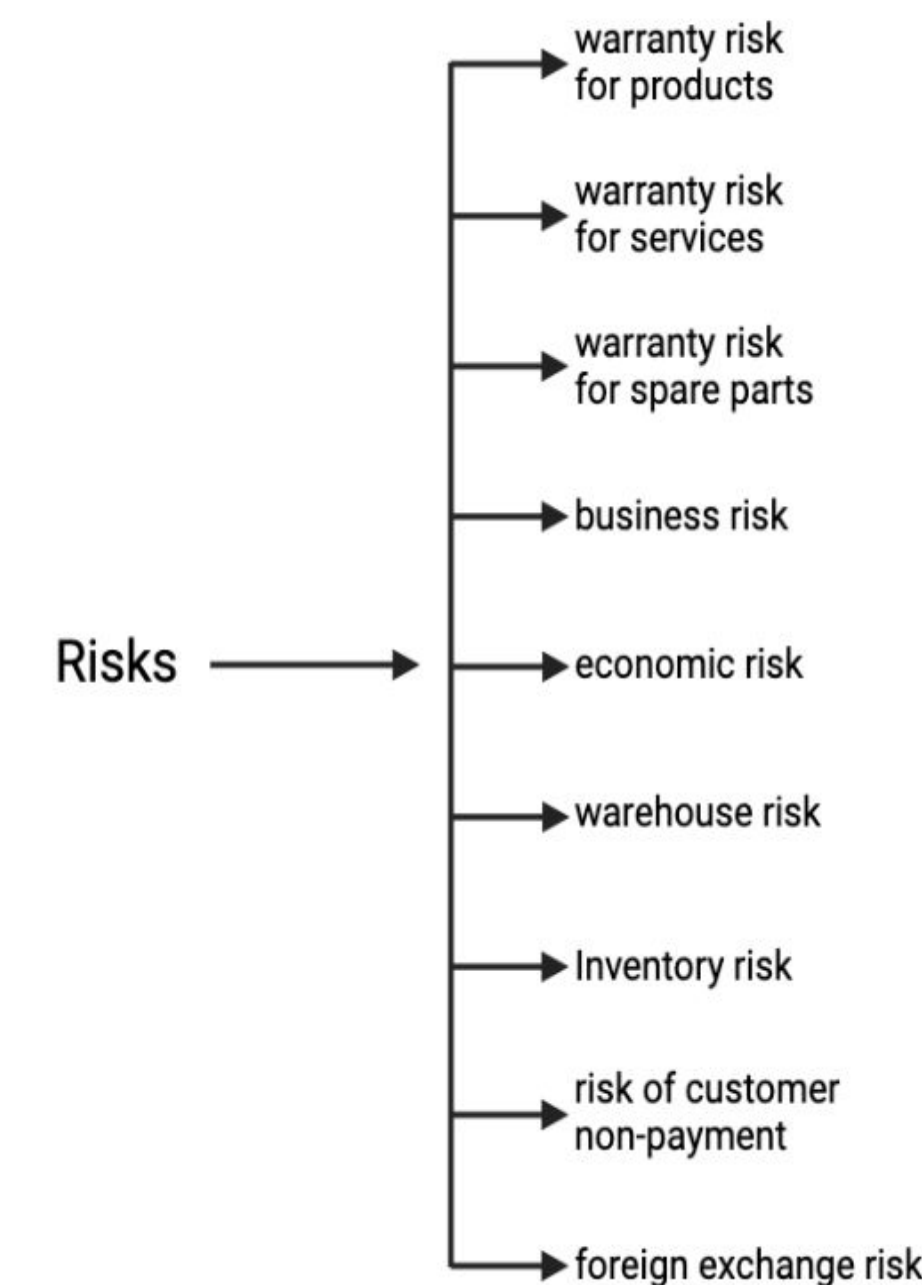 warranty risk
for products
warranty risk
for services
warranty risk
for spare parts
business risk
Risks
economic risk
warehouse risk
Inventory risk
risk of customer
non-payment
foreign exchange risk